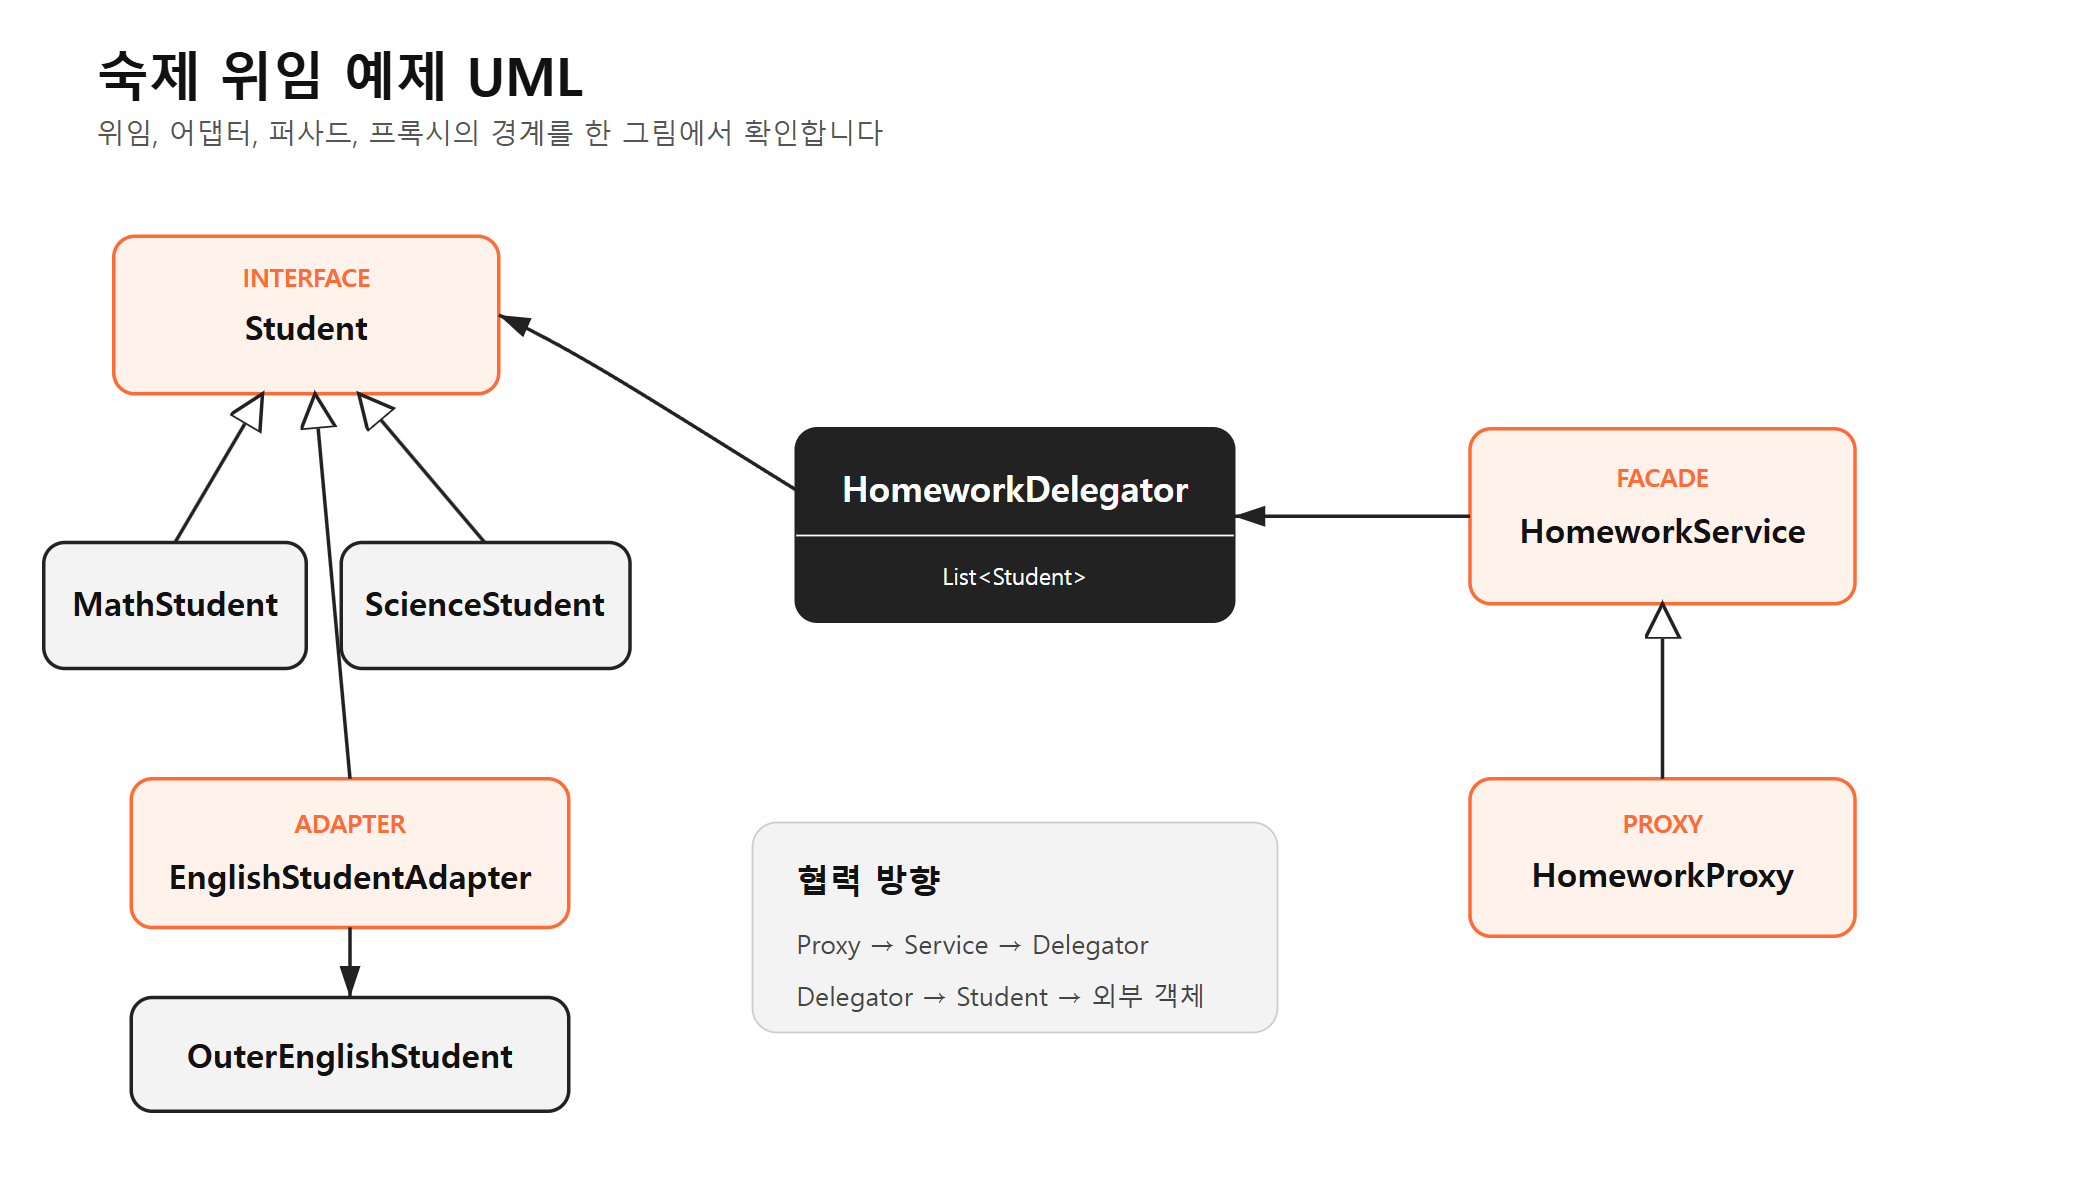 숙제 위임 예제 UML
위임, 어댑터, 퍼사드, 프록시의 경계를 한 그림에서 확인합니다
INTERFACE
Student
HomeworkDelegator
List<Student>
FACADE
HomeworkService
MathStudent
ScienceStudent
ADAPTER
EnglishStudentAdapter
PROXY
HomeworkProxy
협력 방향
Proxy → Service → Delegator
Delegator → Student → 외부 객체
OuterEnglishStudent